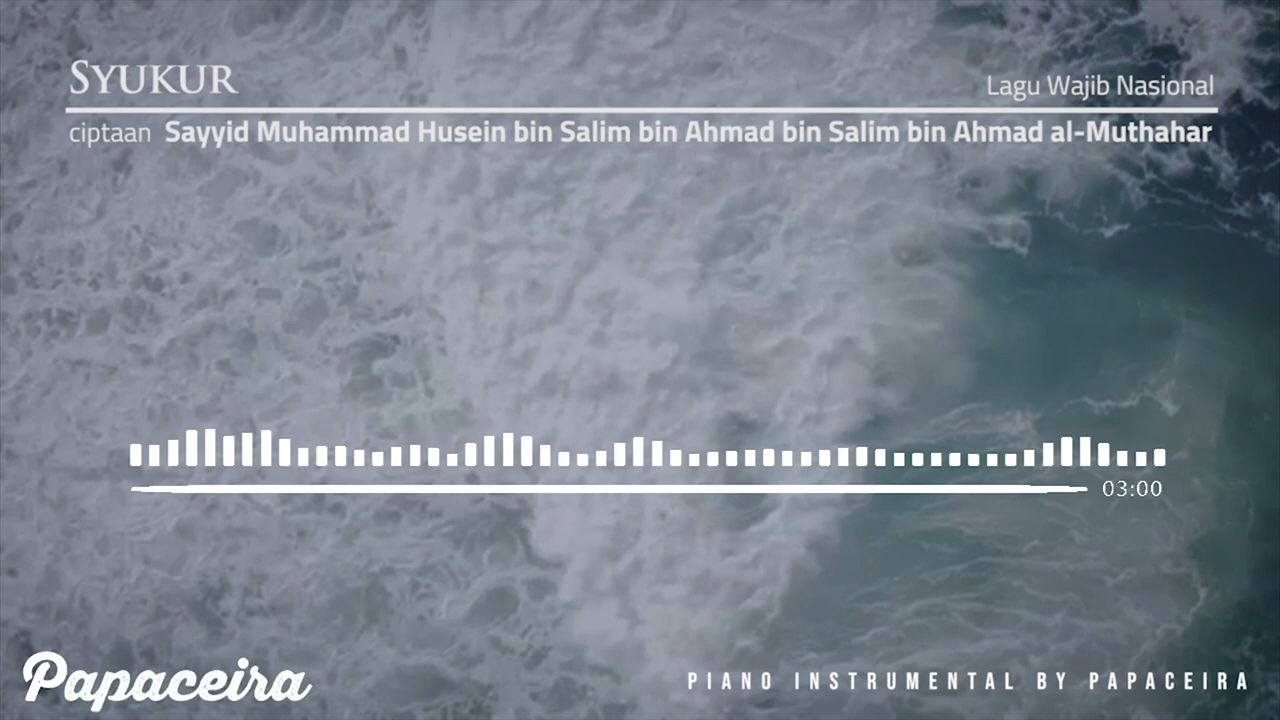 SYUKUR
Lagu Wajib Nasional
ciptaan Sayyid Muhammad Husein bin Salim bin Ahmad bin Salim bin Ahmad al-Muthahar
03:00
Papaceira
PIANO INSTRUMENTAL BY PAPACEIRA